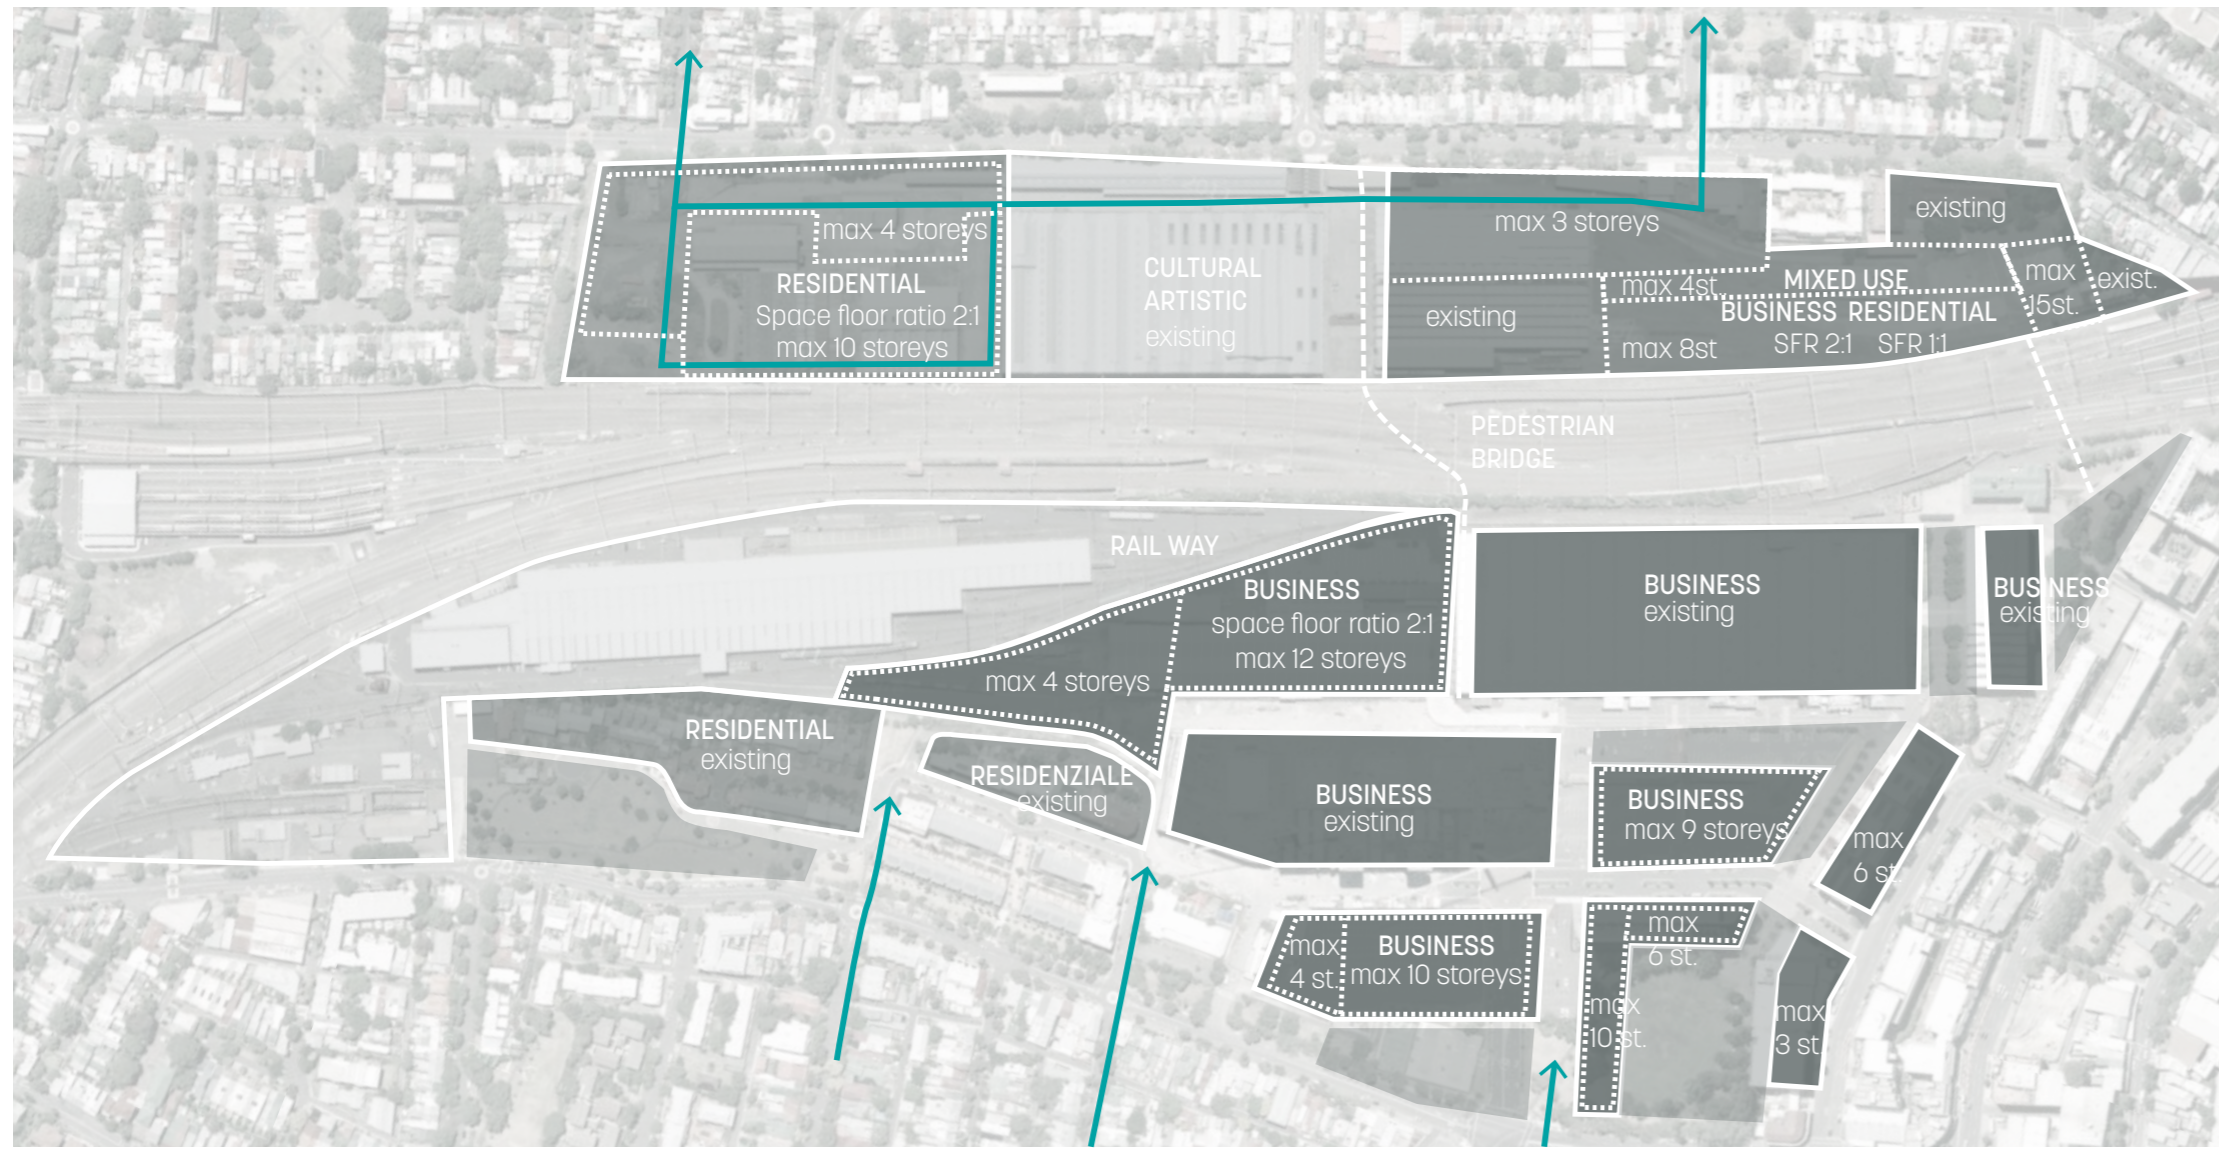 existing
max 4 storeys
RESIDENTIAL
Space floor ratio 2:1
max 10 storeys
CULTURAL
ARTISTIC
existing
max 3 storeys
existing
max 4st.
MIXED USE
BUSINESS RESIDENTIAL
SFR 2:1 SFR 1:1
max 8st
max
15st.
exist.
PEDESTRIAN
BRIDGE
RAIL WAY
BUSINESS
space floor ratio 2:1
max 12 storeys
max 4 storeys
BUSINESS
existing
BUSINESS
existing
RESIDENTIAL
existing
RESIDENZIALE
existing
BUSINESS
existing
BUSINESS
max 9 storeys
max
6 st.
max
4 st.
BUSINESS
max 10 storeys
max
6 st.
max
10 st.
max
3 st.